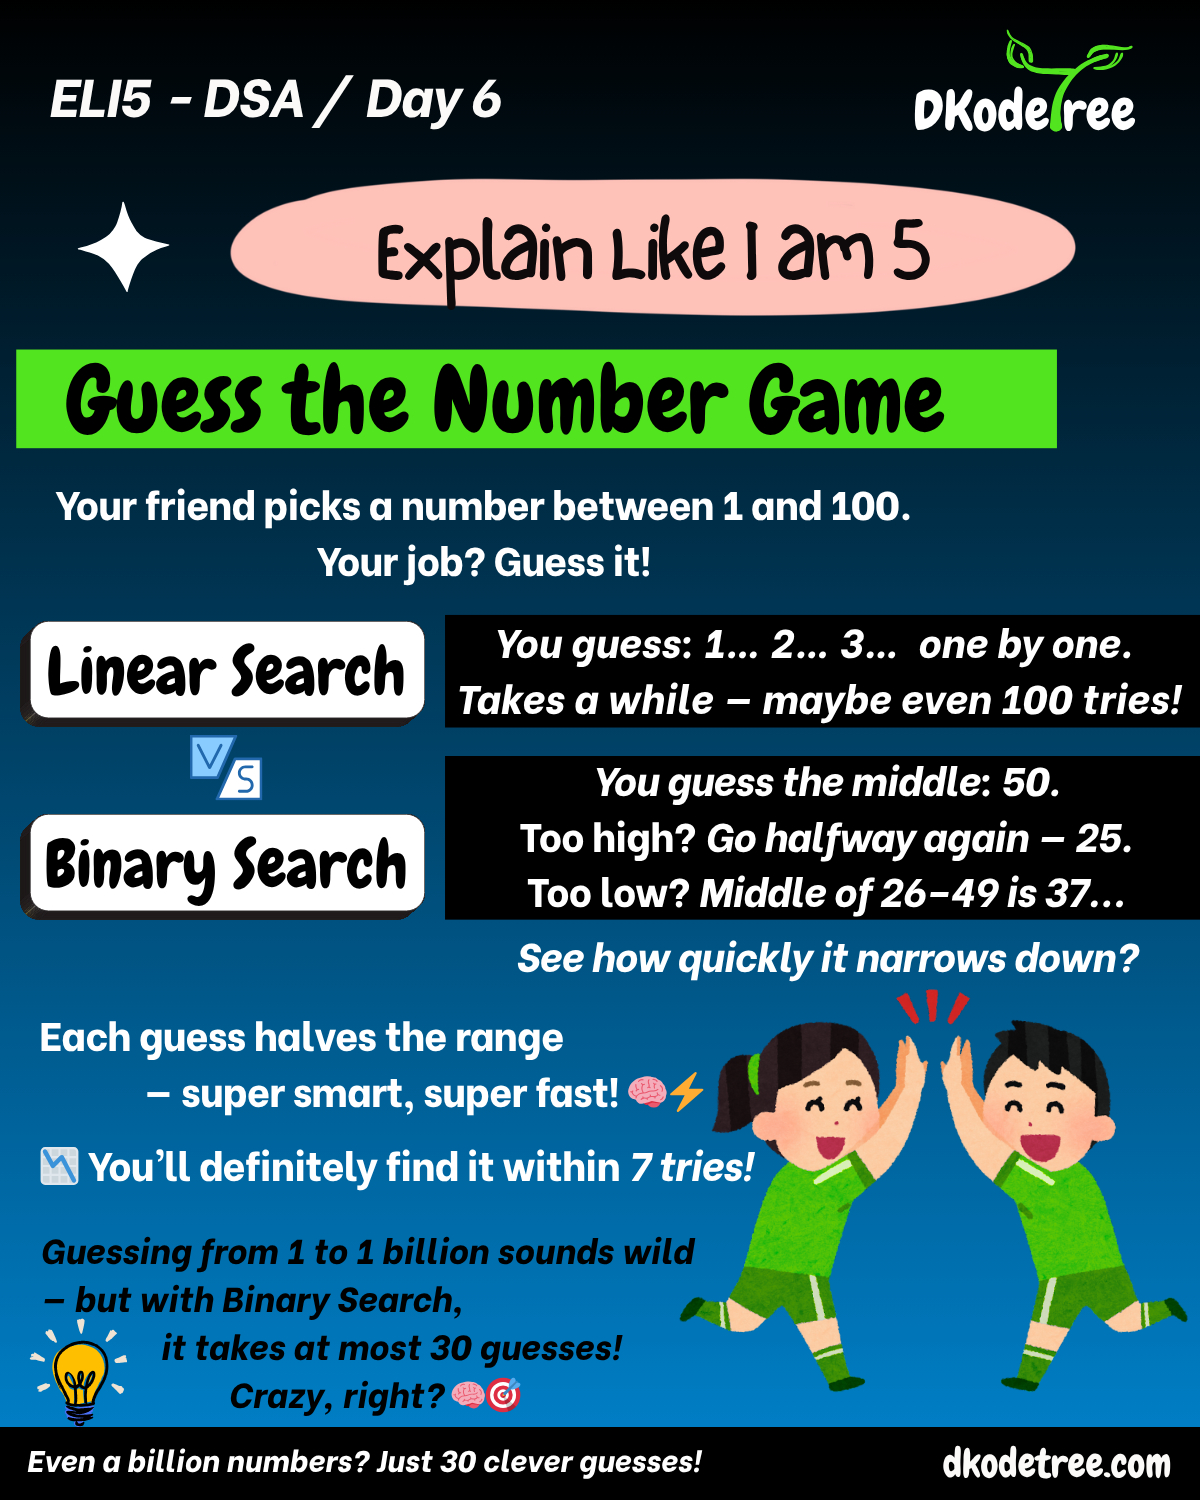 ELI5 - DSA / Day 6
DKodeTree
Explain Like I am 5
Guess the Number Game
Your friend picks a number between 1 and 100.
Your job? Guess it!
Linear Search
You guess: 1... 2... 3... one by one.
Takes a while – maybe even 100 tries!
VS
Binary Search
You guess the middle: 50.
Too high? Go halfway again – 25.
Too low? Middle of 26–49 is 37...
See how quickly it narrows down?
Each guess halves the range
– super smart, super fast! 🧠⚡
📉 You’ll definitely find it within 7 tries!
Guessing from 1 to 1 billion sounds wild
– but with Binary Search,
it takes at most 30 guesses!
Crazy, right? 🧠🎯
Even a billion numbers? Just 30 clever guesses!
dkodetree.com